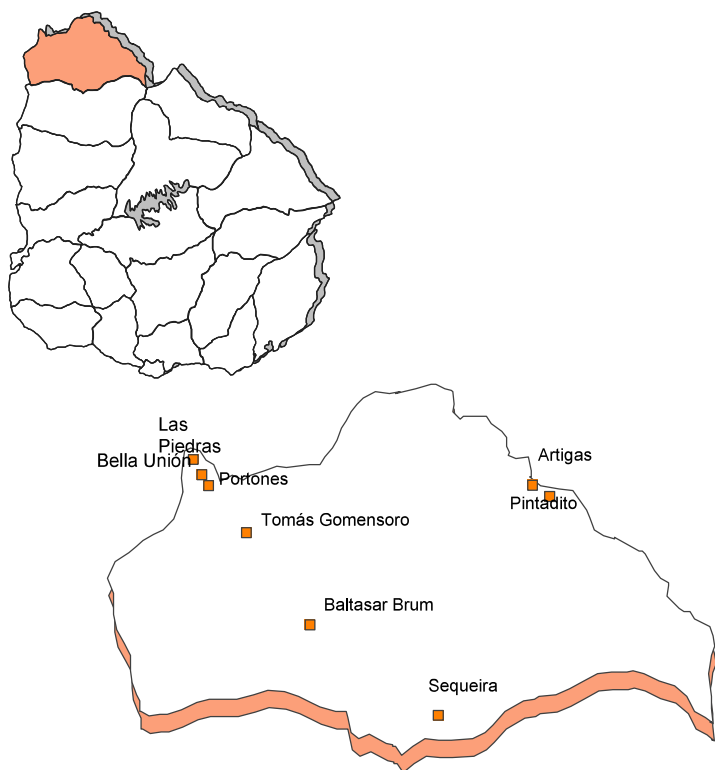 Las
Piedras
Bella Unión
Portones
Artigas
Pintadito
Tomás Gomensoro
Baltasar Brum
Sequeira